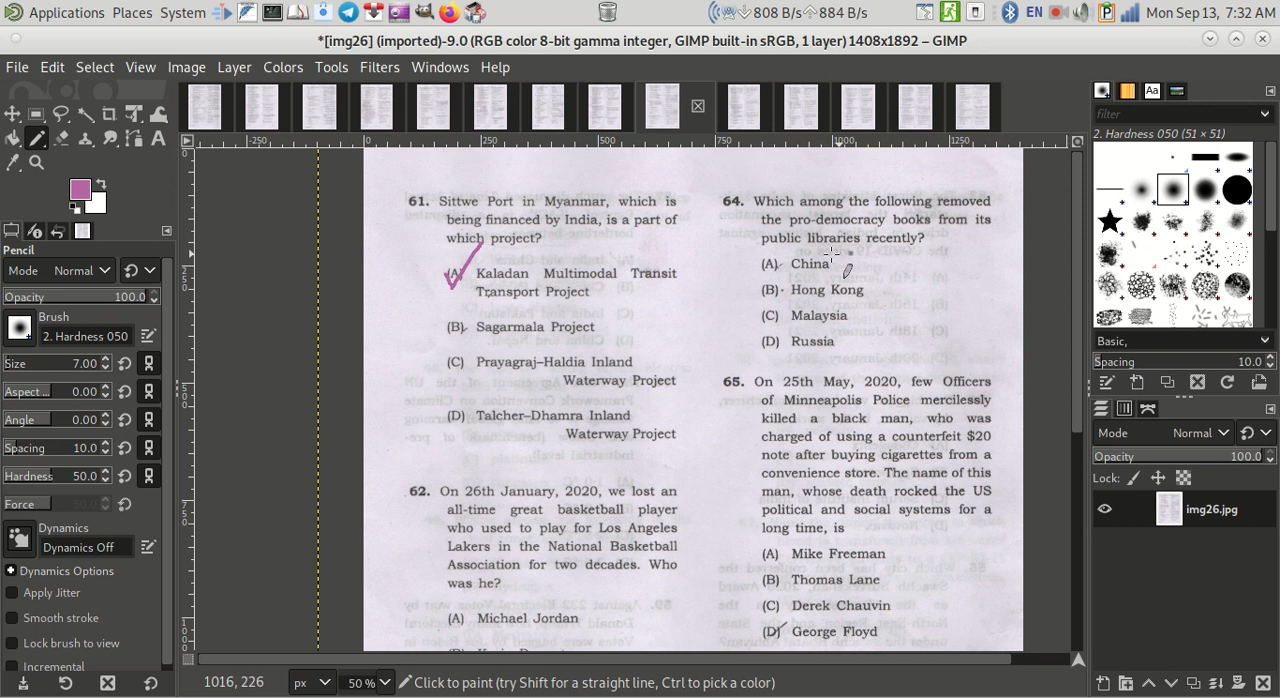 Applications Places System
EN
808 B/s 884 B/s
Mon Sep 13, 7:32 AM
*[img26] (imported)-9.0 (RGB color 8-bit gamma integer, GIMP built-in sRGB, 1 layer) 1408x1892 – GIMP
File Edit Select View Image Layer Colors Tools Filters Windows Help
-250 0 250 500 750 1000 1250
Pencil
Mode Normal
Opacity 100.0
Brush
2. Hardness 050
Size 7.00
Aspect ... 0.00
Angle 0.00
Spacing 10.0
Hardness 50.0
Force
Dynamics
Dynamics Off
Dynamics Options
Apply Jitter
Smooth stroke
Lock brush to view
Incremental
61. Sittwe Port in Myanmar, which is
being financed by India, is a part of
which project?
(A) Kaladan Multimodal Transit
Transport Project
(B) Sagarmala Project
(C) Prayagraj–Haldia Inland
Waterway Project
(D) Talcher–Dhamra Inland
Waterway Project
62. On 26th January, 2020, we lost an
all-time great basketball player
who used to play for Los Angeles
Lakers in the National Basketball
Association for two decades. Who
was he?
(A) Michael Jordan
64. Which among the following removed
the pro-democracy books from its
public libraries recently?
(A) China
(B) Hong Kong
(C) Malaysia
(D) Russia
65. On 25th May, 2020, few Officers
of Minneapolis Police mercilessly
killed a black man, who was
charged of using a counterfeit $20
note after buying cigarettes from a
convenience store. The name of this
man, whose death rocked the US
political and social systems for a
long time, is
(A) Mike Freeman
(B) Thomas Lane
(C) Derek Chauvin
(D) George Floyd
filter
2. Hardness 050 (51 × 51)
Basic,
Spacing 10.0
Mode Normal
Opacity 100.0
Lock:
img26.jpg
1016, 226 px 50 % Click to paint (try Shift for a straight line, Ctrl to pick a color)